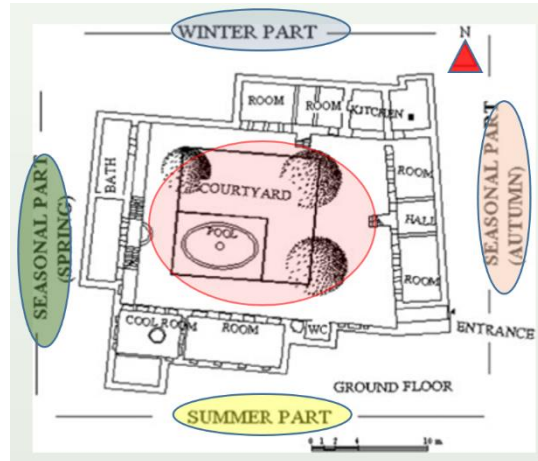 WINTER PART
N
ROOM
ROOM
KITCHEN
BATH
COURTYARD
ROOM
SEASONAL PART
(SPRING)
SEASONAL PART
(AUTUMN)
HALL
POOL
ROOM
COOL ROOM
ROOM
WC
ENTRANCE
GROUND FLOOR
SUMMER PART
0 1 2 4 10 m